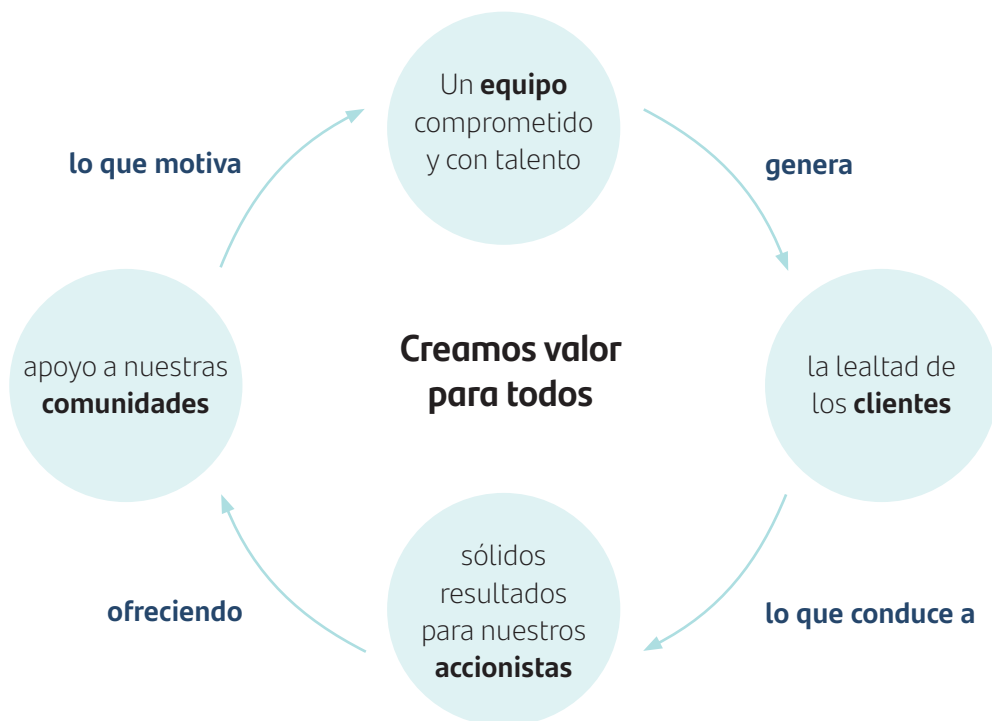 Un equipo
comprometido
y con talento
genera
la lealtad de
los clientes
lo que conduce a
sólidos
resultados
para nuestros
accionistas
ofreciendo
apoyo a nuestras
comunidades
lo que motiva
Creamos valor
para todos